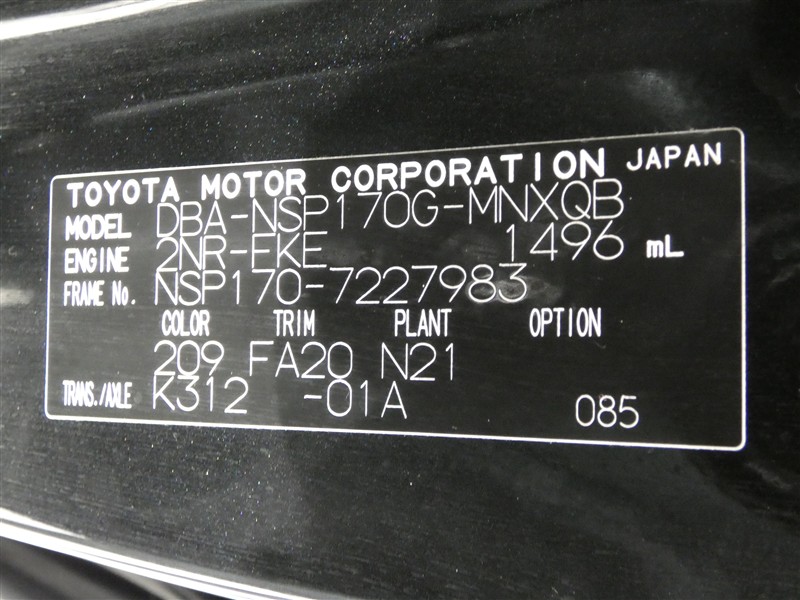 TOYOTA MOTOR CORPORATION JAPAN
MODEL DBA-NSP170G-MNXQB
ENGINE 2NR-FKE 1496 mL
FRAME No. NSP170-7227983
COLOR TRIM PLANT OPTION
209 FA20 N21
TRANS./AXLE K312 -01A 085